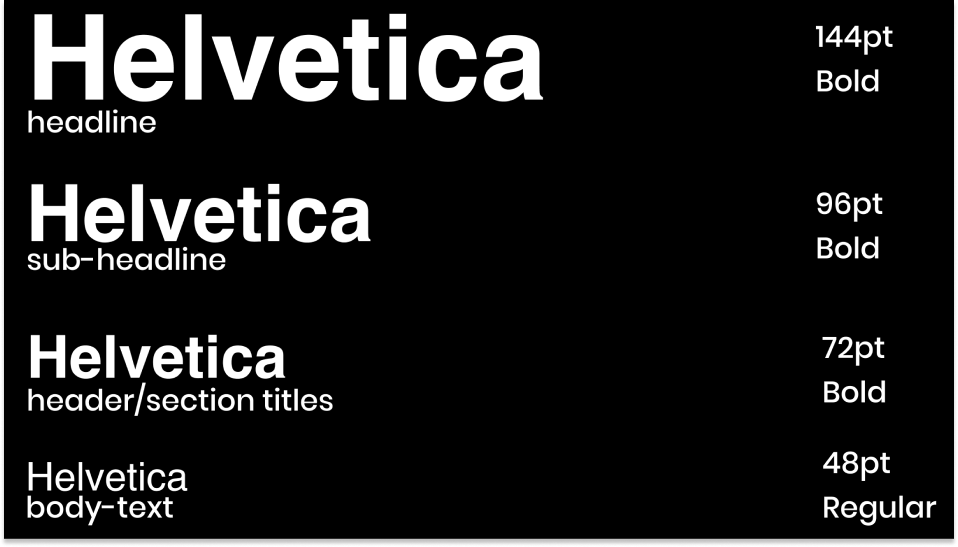 Helvetica
headline
144pt
Bold
Helvetica
sub-headline
96pt
Bold
Helvetica
header/section titles
72pt
Bold
Helvetica
body-text
48pt
Regular